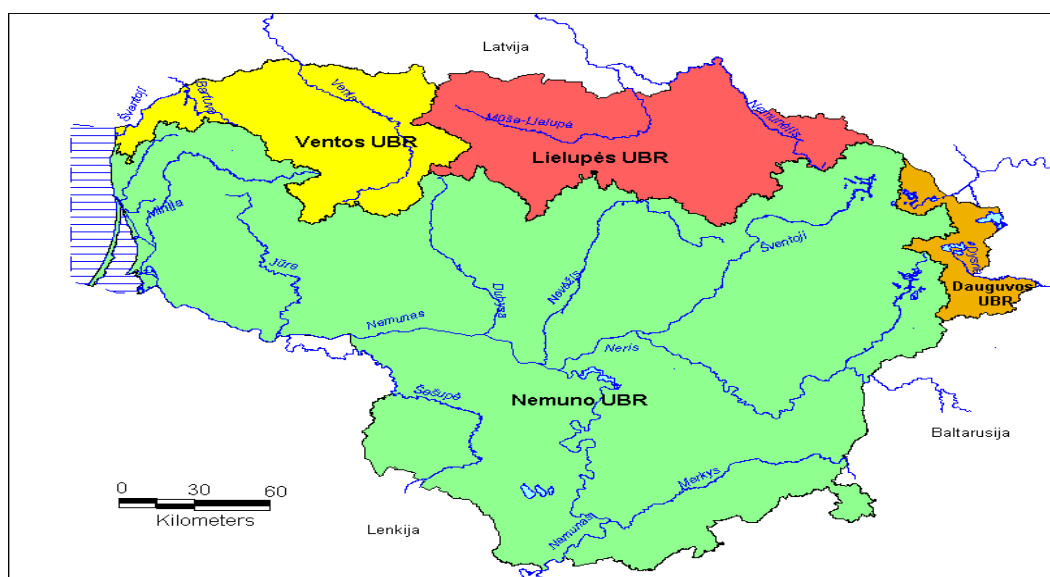 Latvija
Šventoji
Bartuva
Venta
Mūša-Lielupė
Nemunėlis
Ventos UBR
Lielupės UBR
Minija
Jūra
Dubysa
Nevėžis
Šventoji
Dysna
Dauguvos
UBR
Nemunas
Neris
Šešupė
Nemuno UBR
Baltarusija
Merkys
0 30 60
Kilometers
Lenkija
Namunas